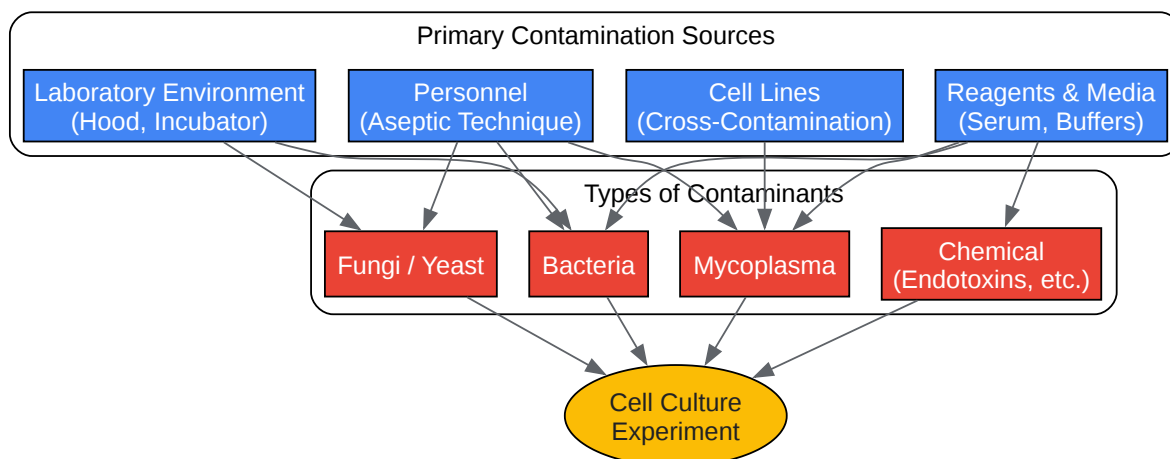 Primary Contamination Sources
Laboratory Environment
(Hood, Incubator)
Personnel
(Aseptic Technique)
Cell Lines
(Cross-Contamination)
Reagents & Media
(Serum, Buffers)
Types of Contaminants
Fungi / Yeast
Bacteria
Mycoplasma
Chemical
(Endotoxins, etc.)
Cell Culture
Experiment